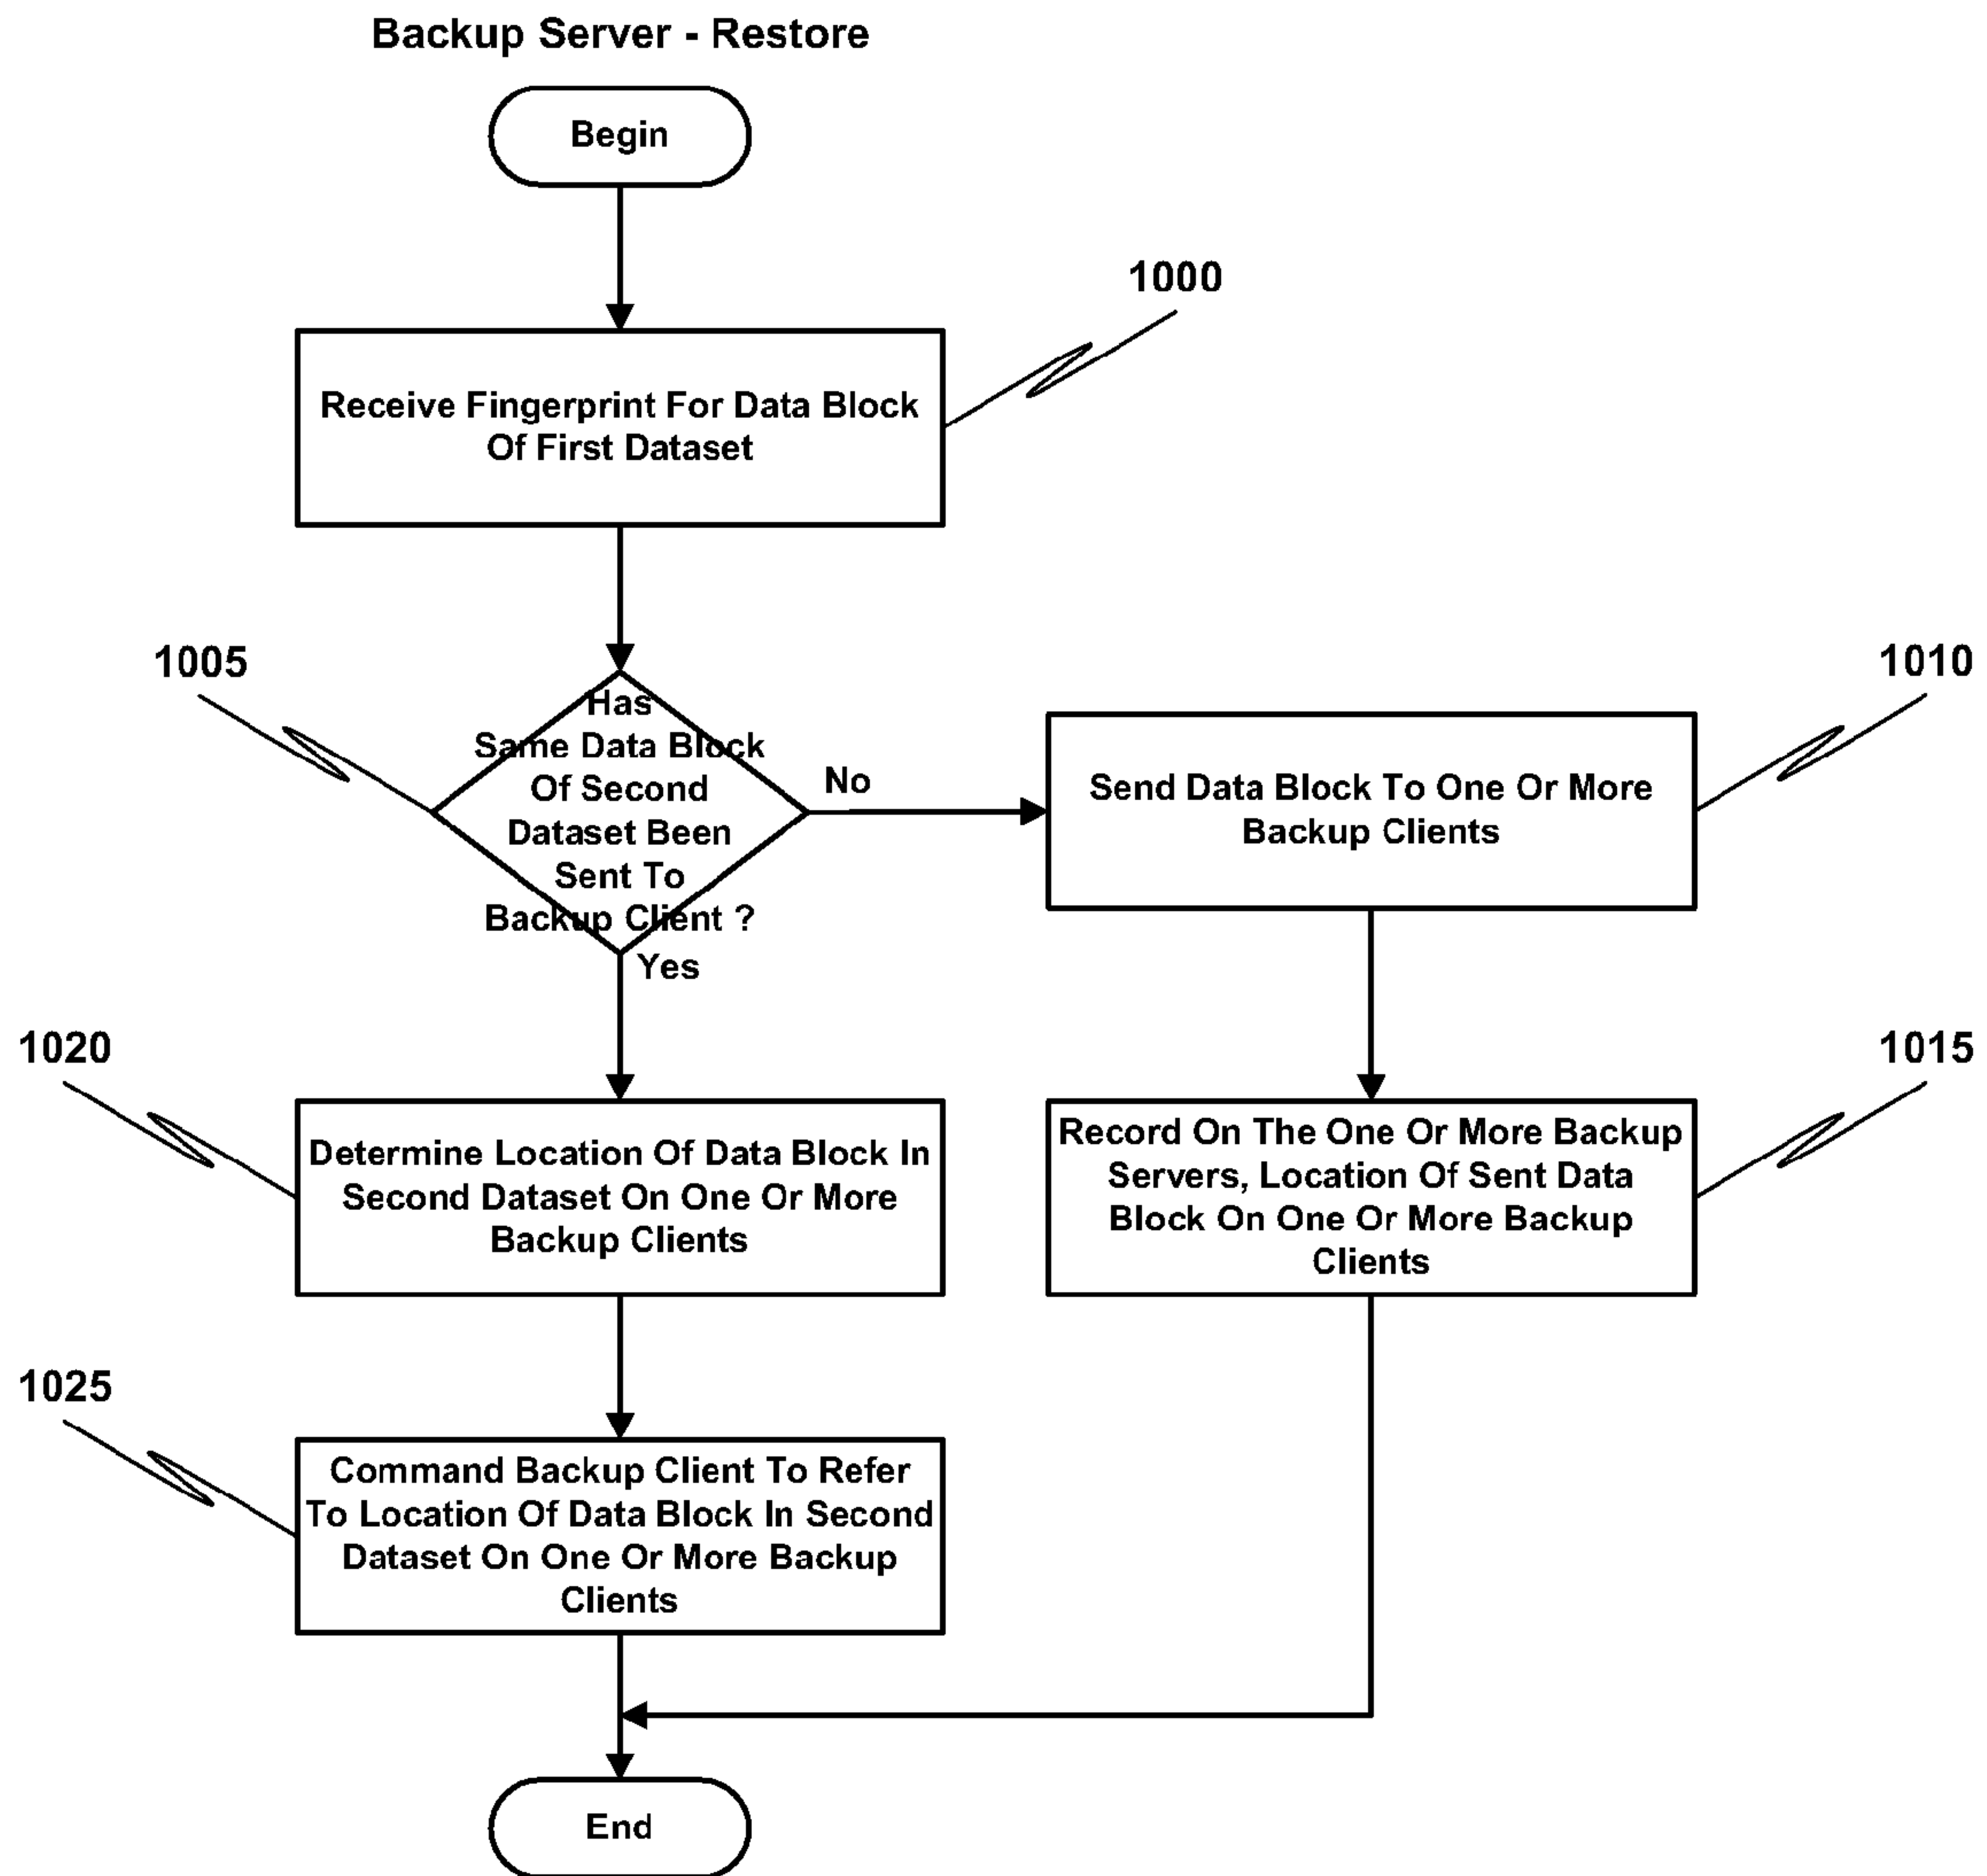 Backup Server - Restore
Begin
1000
Receive Fingerprint For Data Block
Of First Dataset
1005
Has
Same Data Block
Of Second
Dataset Been
Sent To
Backup Client ?
No
Yes
1010
Send Data Block To One Or More
Backup Clients
1020
Determine Location Of Data Block In
Second Dataset On One Or More
Backup Clients
1015
Record On The One Or More Backup
Servers, Location Of Sent Data
Block On One Or More Backup
Clients
1025
Command Backup Client To Refer
To Location Of Data Block In Second
Dataset On One Or More Backup
Clients
End